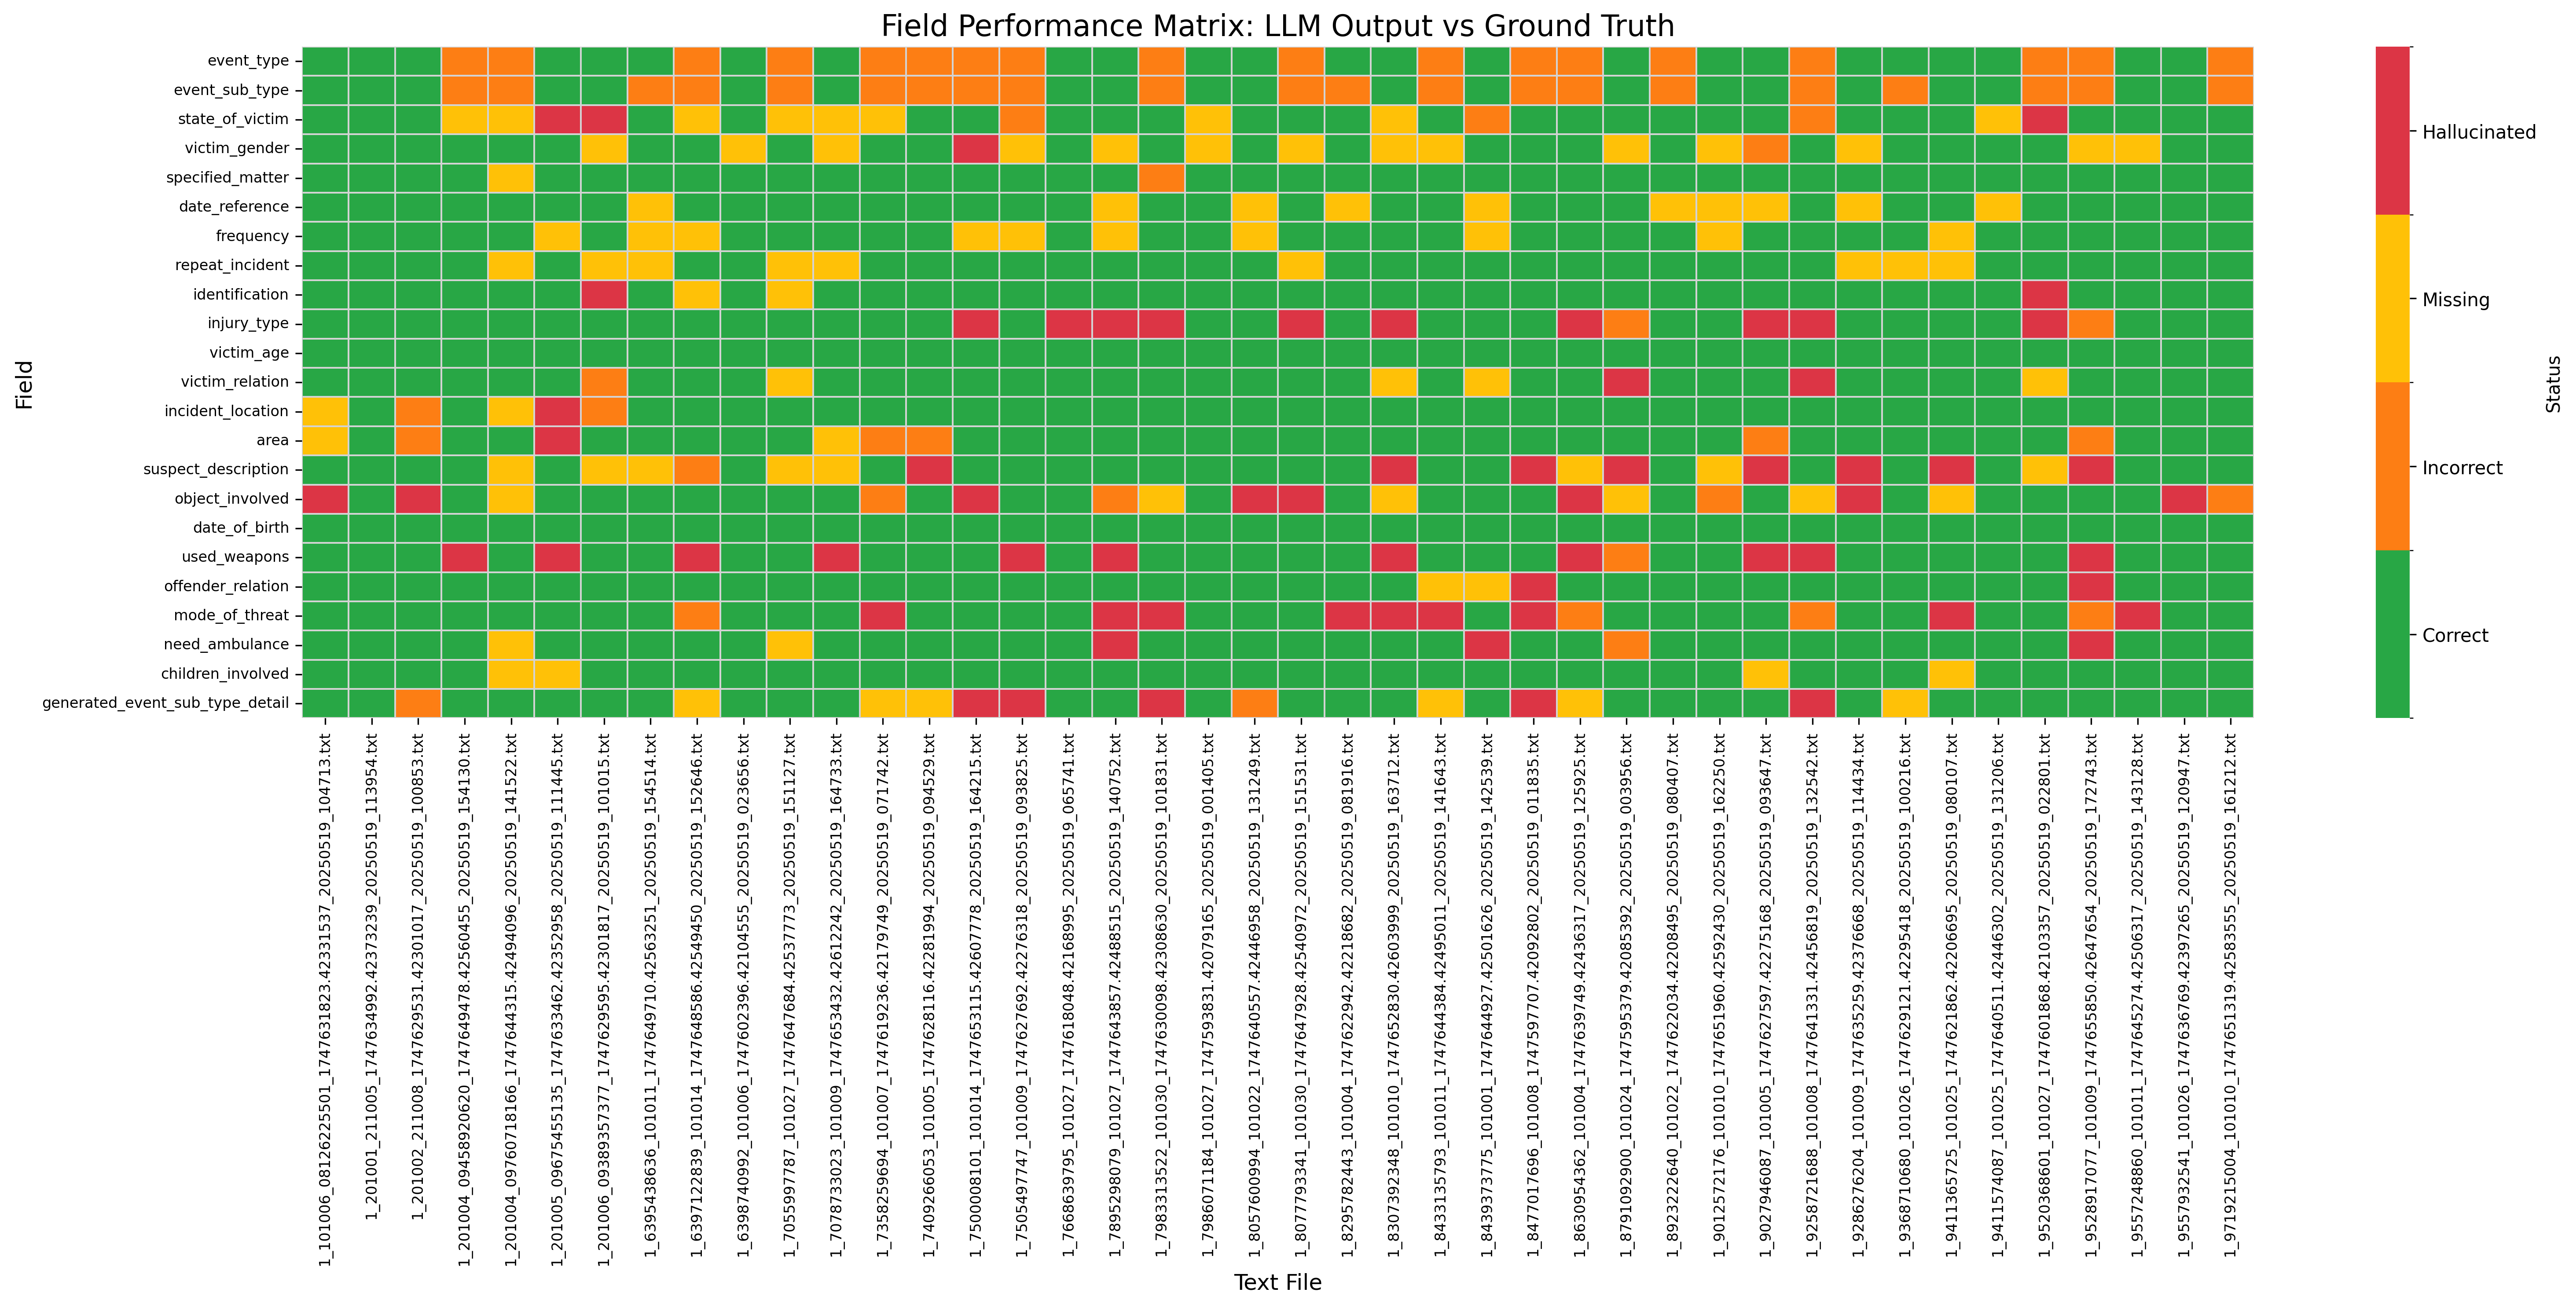 Field Performance Matrix: LLM Output vs Ground Truth
event_type
event_sub_type
state_of_victim
victim_gender
specified_matter
date_reference
frequency
repeat_incident
identification
injury_type
victim_age
victim_relation
incident_location
area
suspect_description
object_involved
date_of_birth
used_weapons
offender_relation
mode_of_threat
need_ambulance
children_involved
generated_event_sub_type_detail
Field
Hallucinated
Missing
Incorrect
Correct
Status
1_101006_08126225501_1747631823.42331537_20250519_104713.txt
1_201001_211005_1747634992.42373239_20250519_113954.txt
1_201002_211008_1747629531.42301017_20250519_100853.txt
1_201004_09458920620_1747649478.42560455_20250519_154130.txt
1_201004_09760718166_1747644315.42494096_20250519_141522.txt
1_201005_09675455135_1747633462.42352958_20250519_111445.txt
1_201006_09389357377_1747629595.42301817_20250519_101015.txt
1_6395438636_101011_1747649710.42563251_20250519_154514.txt
1_6397122839_101014_1747648586.42549450_20250519_152646.txt
1_6398740992_101006_1747602396.42104555_20250519_023656.txt
1_7055997787_101027_1747647684.42537773_20250519_151127.txt
1_7078733023_101009_1747653432.42612242_20250519_164733.txt
1_7358259694_101007_1747619236.42179749_20250519_071742.txt
1_7409266053_101005_1747628116.42281994_20250519_094529.txt
1_7500008101_101014_1747653115.42607778_20250519_164215.txt
1_7505497747_101009_1747627692.42276318_20250519_093825.txt
1_7668639795_101027_1747618048.42168995_20250519_065741.txt
1_7895298079_101027_1747643857.42488515_20250519_140752.txt
1_7983313522_101030_1747630098.42308630_20250519_101831.txt
1_7986071184_101027_1747593831.42079165_20250519_001405.txt
1_8057600994_101022_1747640557.42446958_20250519_131249.txt
1_8077793341_101030_1747647928.42540972_20250519_151531.txt
1_8295782443_101004_1747622942.42218682_20250519_081916.txt
1_8307392348_101010_1747652830.42603999_20250519_163712.txt
1_8433135793_101011_1747644384.42495011_20250519_141643.txt
1_8439373775_101001_1747644927.42501626_20250519_142539.txt
1_8477017696_101008_1747597707.42092802_20250519_011835.txt
1_8630954362_101004_1747639749.42436317_20250519_125925.txt
1_8791092900_101024_1747595379.42085392_20250519_003956.txt
1_8923222640_101022_1747622034.42208495_20250519_080407.txt
1_9012572176_101010_1747651960.42592430_20250519_162250.txt
1_9027946087_101005_1747627597.42275168_20250519_093647.txt
1_9258721688_101008_1747641331.42456819_20250519_132542.txt
1_9286276204_101009_1747635259.42376668_20250519_114434.txt
1_9368710680_101026_1747629121.42295418_20250519_100216.txt
1_9411365725_101025_1747621862.42206695_20250519_080107.txt
1_9411574087_101025_1747640511.42446302_20250519_131206.txt
1_9520368601_101027_1747601868.42103357_20250519_022801.txt
1_9528917077_101009_1747655850.42647654_20250519_172743.txt
1_9557248860_101011_1747645274.42506317_20250519_143128.txt
1_9557932541_101026_1747636769.42397265_20250519_120947.txt
1_9719215004_101010_1747651319.42583555_20250519_161212.txt
Text File